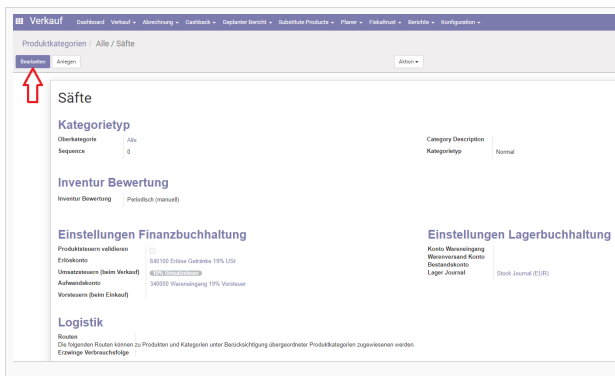 Verkauf Dashboard Verkauf Abrechnung Cashback Geplanter Bericht Substitute Products Planer Fiskaltrust Berichte Konfiguration
Produktkategorien / Alle / Säfte
Bearbeiten Anlegen Aktion
Säfte
Kategorietyp
Oberkategorie Alle Category Description
Sequence 0 Kategorietyp Normal
Inventur Bewertung
Inventur Bewertung Periodisch (manuell)
Einstellungen Finanzbuchhaltung Einstellungen Lagerbuchhaltung
Produktsteuern validieren Konto Wareneingang
Erlöskonto 840100 Erlöse Getränke 19% USt Warenversand Konto
Bestandskonto
Umsatzsteuern (beim Verkauf) 19% Umsatzsteuer Lager Journal Stock Journal (EUR)
Aufwandskonto 340000 Wareneingang 19% Vorsteuer
Vorsteuern (beim Einkauf)
Logistik
Routen
Die folgenden Routen können zu Produkten und Kategorien unter Berücksichtigung übergeordneter Produktkategorien zugewiesenen werden.
Erzwinge Verbrauchsfolge